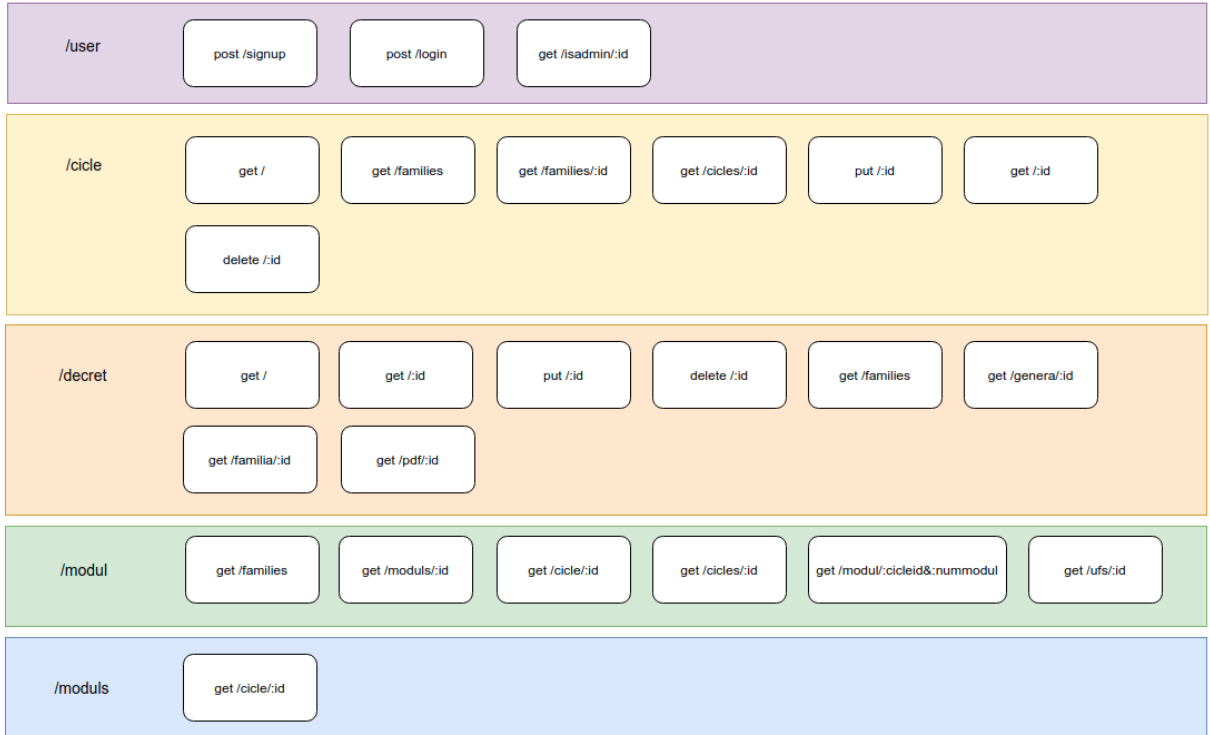 /user
post /signup
post /login
get /isadmin/:id
/cicle
get /
get /families
get /families/:id
get /cicles/:id
put /:id
get /:id
delete /:id
/decret
get /
get /:id
put /:id
delete /:id
get /families
get /genera/:id
get /familia/:id
get /pdf/:id
/modul
get /families
get /moduls/:id
get /cicle/:id
get /cicles/:id
get /modul/:cicleid&:nummodul
get /ufs/:id
/moduls
get /cicle/:id